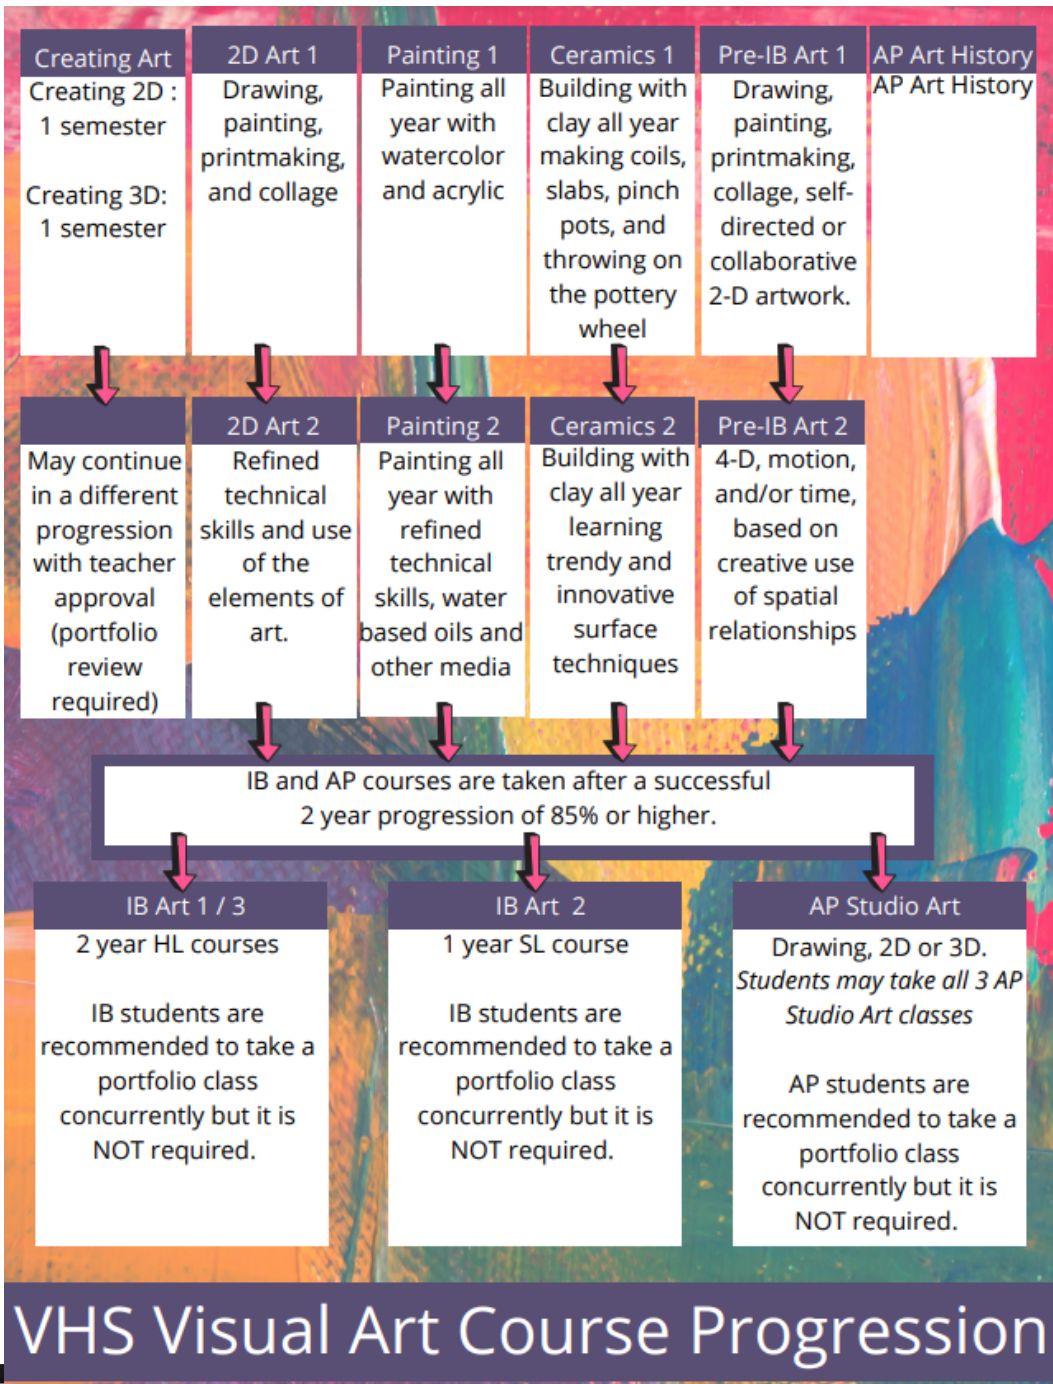 Creating Art
Creating 2D :
1 semester
Creating 3D:
1 semester
2D Art 1
Drawing,
painting,
printmaking,
and collage
Painting 1
Painting all
year with
watercolor
and acrylic
Ceramics 1
Building with
clay all year
making coils,
slabs, pinch
pots, and
throwing on
the pottery
wheel
Pre-IB Art 1
Drawing,
painting,
printmaking,
collage, self-
directed or
collaborative
2-D artwork.
AP Art History
AP Art History
May continue
in a different
progression
with teacher
approval
(portfolio
review
required)
2D Art 2
Refined
technical
skills and use
of the
elements of
art.
Painting 2
Painting all
year with
refined
technical
skills, water
based oils and
other media
Ceramics 2
Building with
clay all year
learning
trendy and
innovative
surface
techniques
Pre-IB Art 2
4-D, motion,
and/or time,
based on
creative use
of spatial
relationships
IB and AP courses are taken after a successful
2 year progression of 85% or higher.
IB Art 1 / 3
2 year HL courses
IB students are
recommended to take a
portfolio class
concurrently but it is
NOT required.
IB Art 2
1 year SL course
IB students are
recommended to take a
portfolio class
concurrently but it is
NOT required.
AP Studio Art
Drawing, 2D or 3D.
Students may take all 3 AP
Studio Art classes
AP students are
recommended to take a
portfolio class
concurrently but it is
NOT required.
VHS Visual Art Course Progression